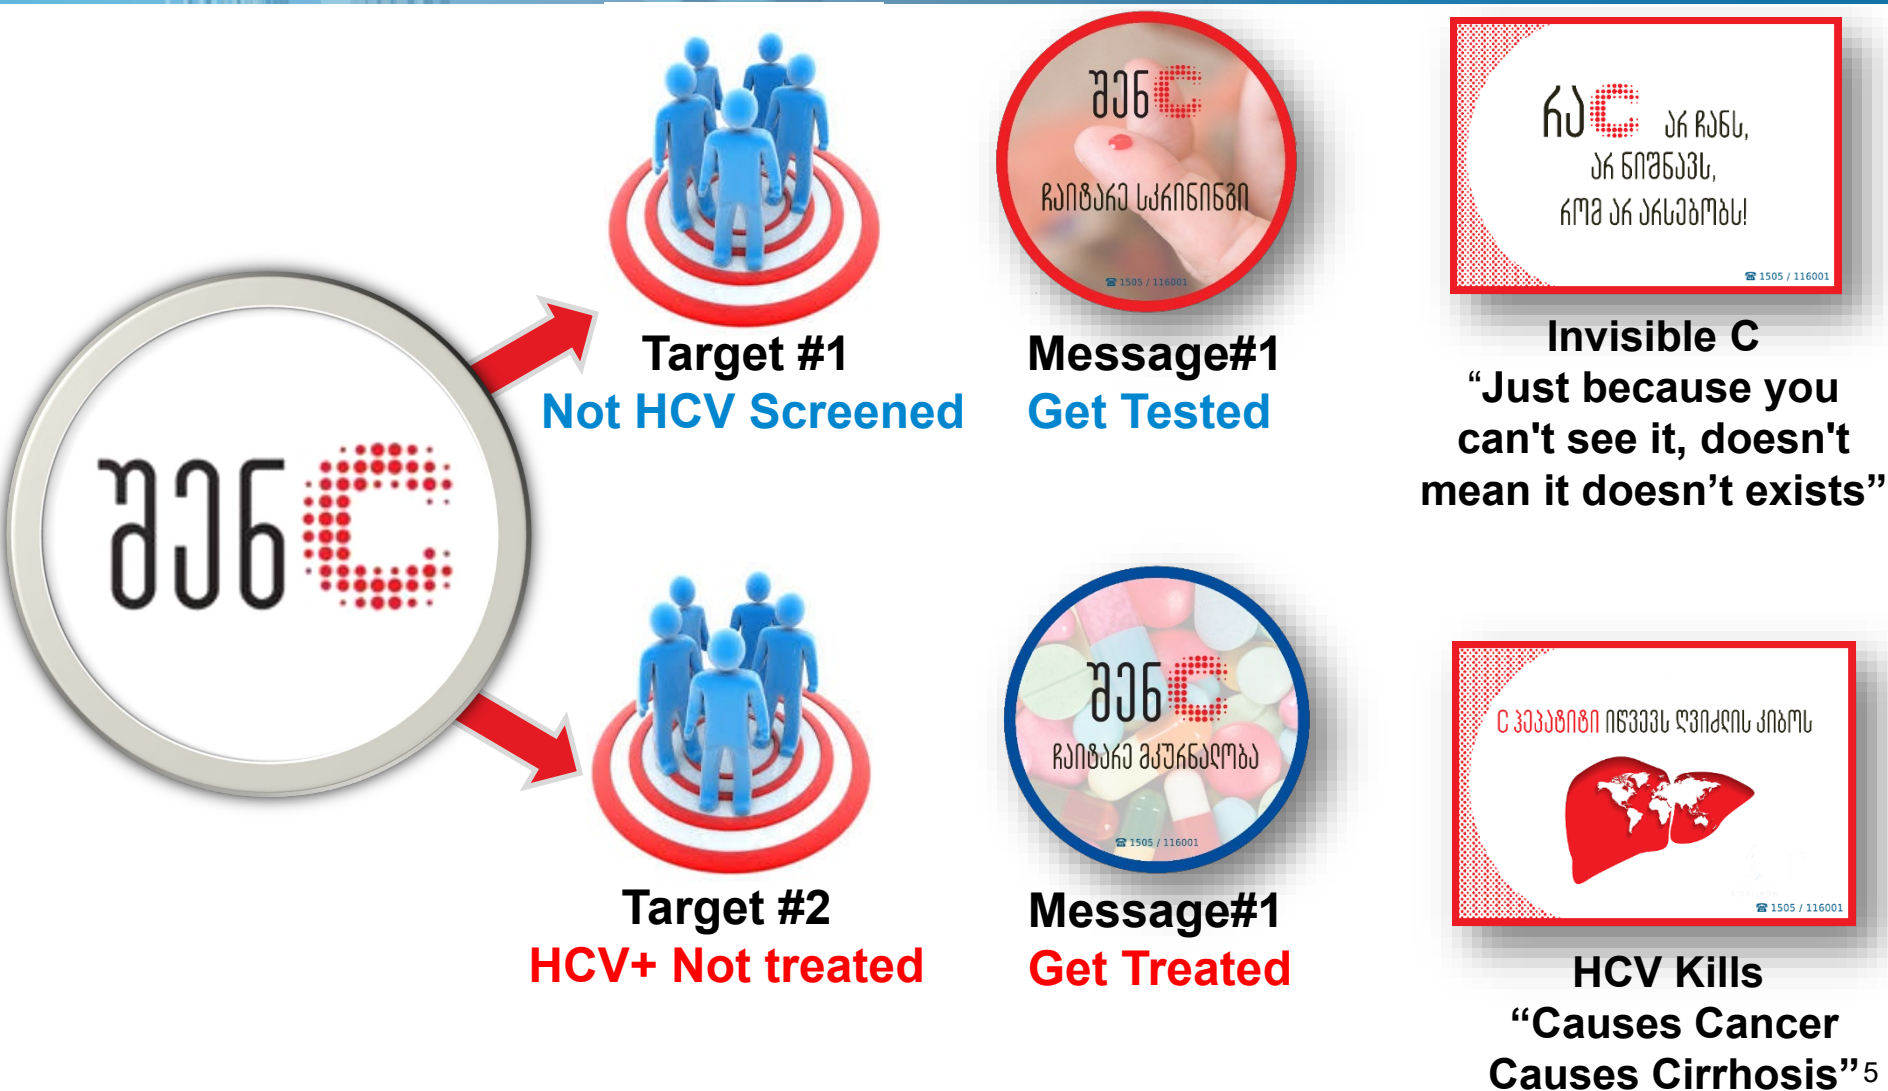 შენC
Target #1
Not HCV Screened
შენC
ჩაიტარე სკრინინგი
☎ 1505 / 116001
Message#1
Get Tested
რაC არ ჩანს,
არ ნიშნავს,
რომ არ არსებობს!
☎ 1505 / 116001
Invisible C
“Just because you
can't see it, doesn't
mean it doesn’t exists”
Target #2
HCV+ Not treated
შენC
ჩაიტარე მკურნალობა
☎ 1505 / 116001
Message#1
Get Treated
C ჰეპატიტი იწვევს ღვიძლის კიბოს
☎ 1505 / 116001
HCV Kills
“Causes Cancer
Causes Cirrhosis”
5